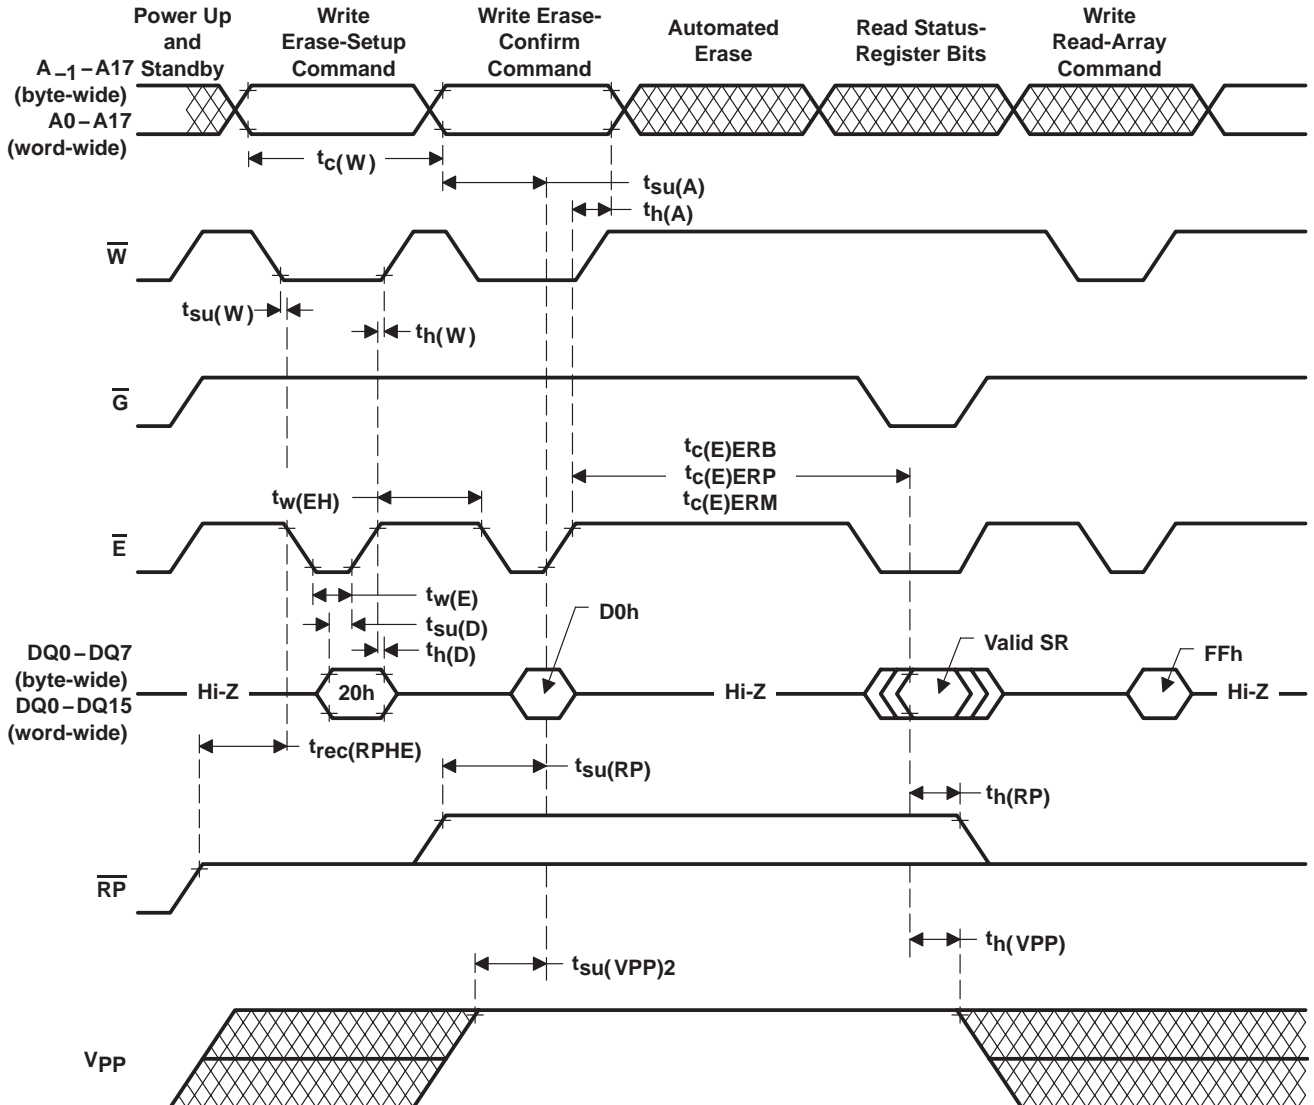 Power Up
and
Standby
Write
Erase-Setup
Command
Write Erase-
Confirm
Command
Automated
Erase
Read Status-
Register Bits
Write
Read-Array
Command
A–1 – A17
(byte-wide)
A0 – A17
(word-wide)
tc(W)
tsu(A)
th(A)
W
tsu(W)
th(W)
G
tc(E)ERB
tc(E)ERP
tc(E)ERM
tw(EH)
E
tw(E)
tsu(D)
th(D)
D0h
Valid SR
FFh
DQ0 – DQ7
(byte-wide)
DQ0 – DQ15
(word-wide)
Hi-Z
20h
Hi-Z
Hi-Z
trec(RPHE)
tsu(RP)
th(RP)
RP
th(VPP)
tsu(VPP)2
VPP